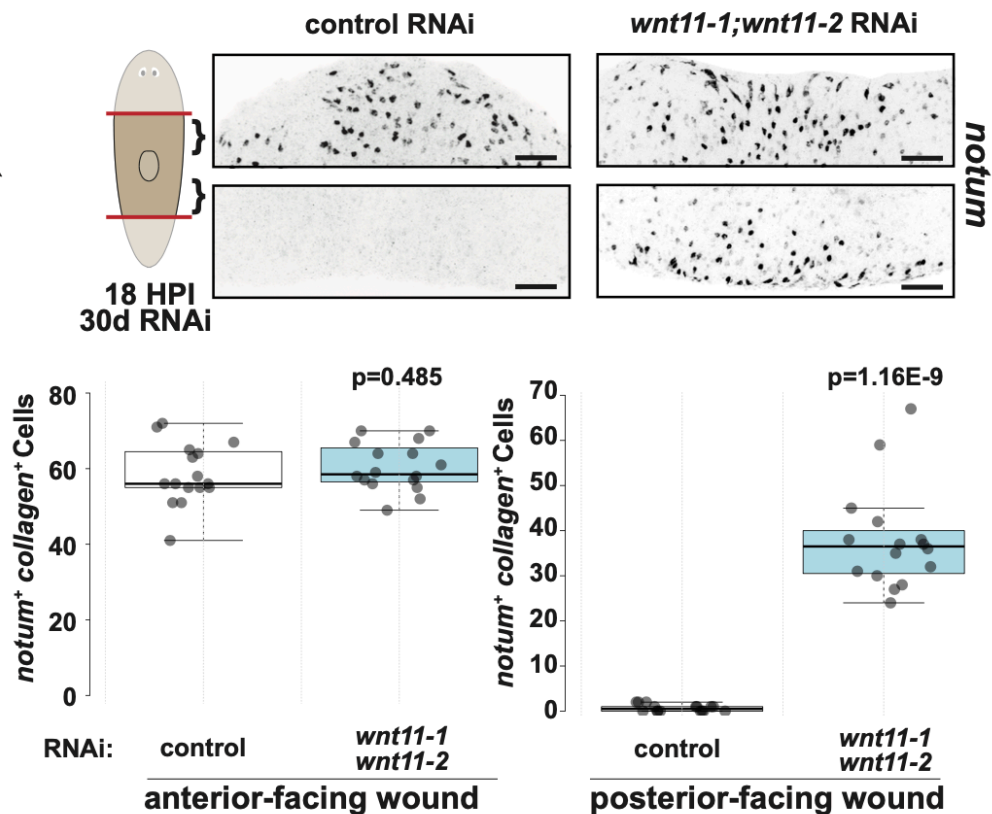 control RNAi
wnt11-1;wnt11-2 RNAi
}
}
notum
18 HPI
30d RNAi
p=0.485
p=1.16E-9
notum+ collagen+ Cells
80
60
40
20
0
notum+ collagen+ Cells
70
60
50
40
30
20
10
0
RNAi:
control
wnt11-1
wnt11-2
control
wnt11-1
wnt11-2
anterior-facing wound
posterior-facing wound